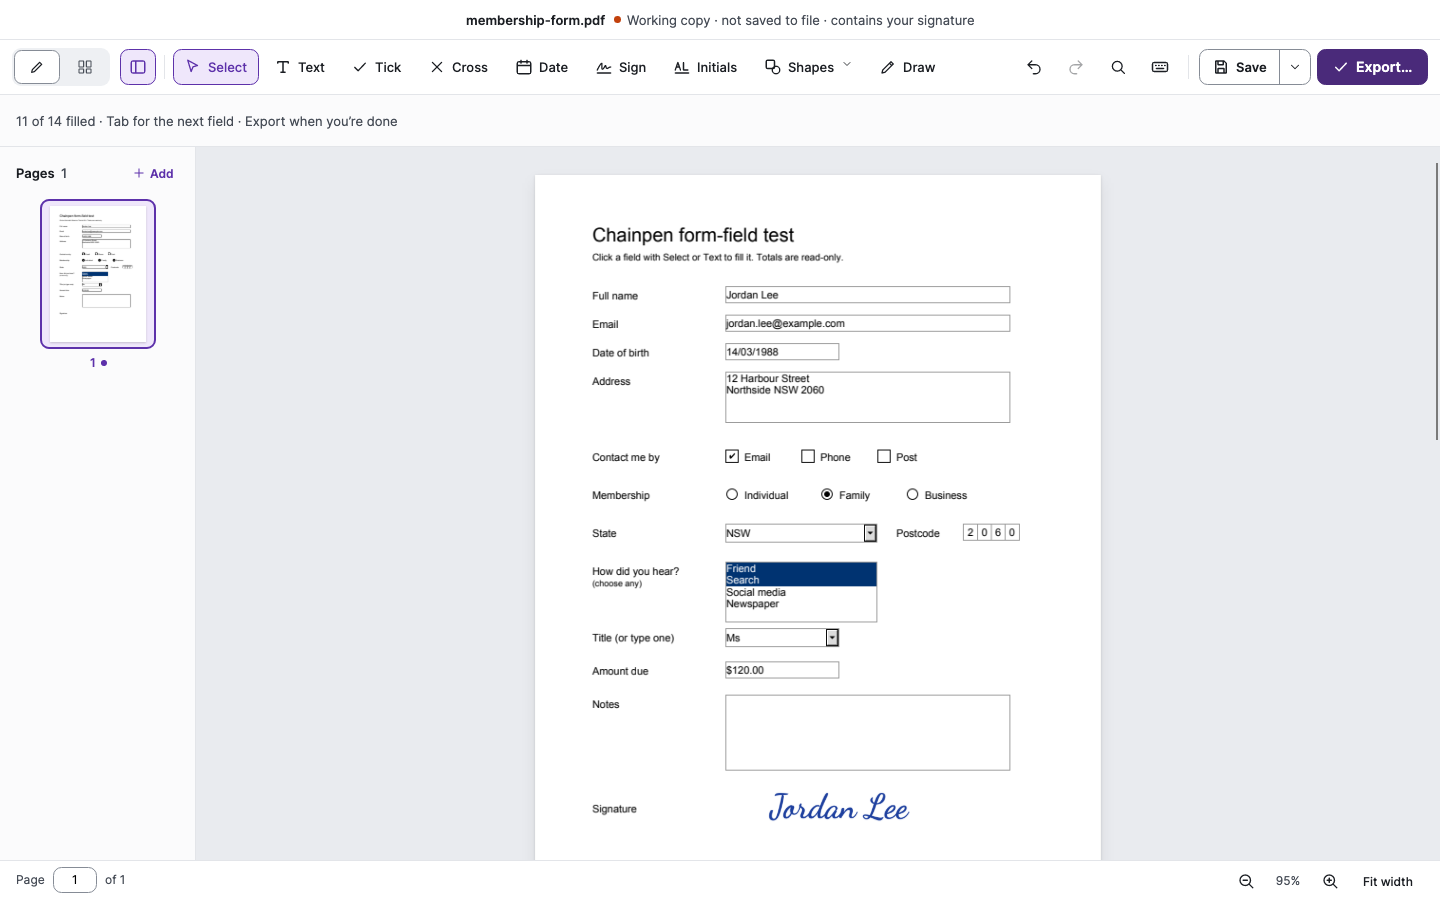 membership-form.pdf Working copy · not saved to file · contains your signature
Select Text Tick Cross Date Sign Initials Shapes Draw Save Export...
11 of 14 filled · Tab for the next field · Export when you're done
Pages 1 Add
1
Chainpen form-field test
Click a field with Select or Text to fill it. Totals are read-only.
Full name Jordan Lee
Email jordan.lee@example.com
Date of birth 14/03/1988
Address 12 Harbour Street
Northside NSW 2060
Contact me by Email Phone Post
Membership Individual Family Business
State NSW Postcode 2 0 6 0
How did you hear? Friend
(choose any) Search
Social media
Newspaper
Title (or type one) Ms
Amount due $120.00
Notes
Signature Jordan Lee
Page 1 of 1 95% Fit width